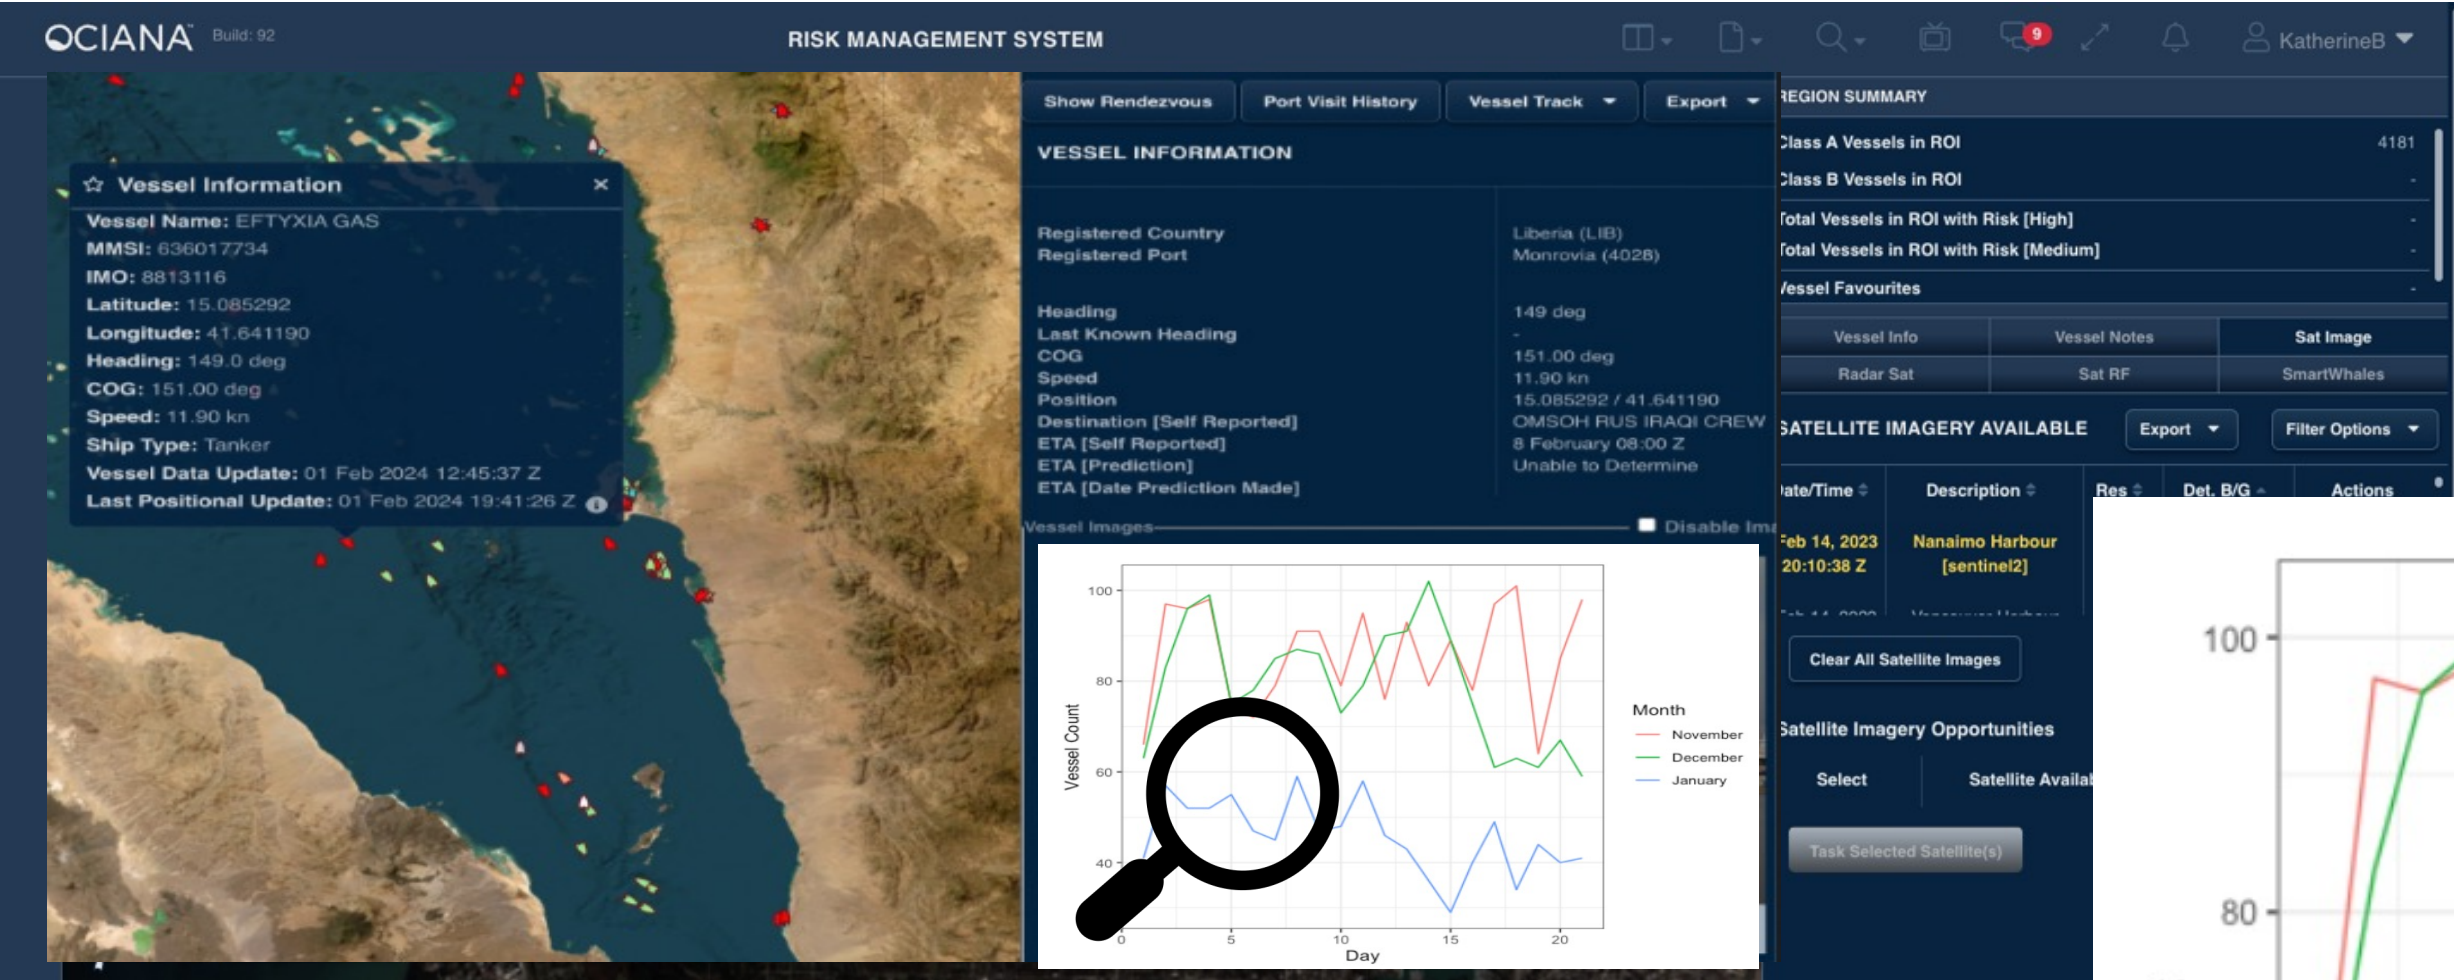 OCIANA™ Build: 92
RISK MANAGEMENT SYSTEM
9
KatherineB
Vessel Information
Vessel Name: EFTYXIA GAS
MMSI: 636017734
IMO: 8813116
Latitude: 15.085292
Longitude: 41.641190
Heading: 149.0 deg
COG: 151.00 deg
Speed: 11.90 kn
Ship Type: Tanker
Vessel Data Update: 01 Feb 2024 12:45:37 Z
Last Positional Update: 01 Feb 2024 19:41:26 Z
Show Rendezvous Port Visit History Vessel Track Export
VESSEL INFORMATION
Registered Country Liberia (LIB)
Registered Port Monrovia (4028)
Heading 149 deg
Last Known Heading -
COG 151.00 deg
Speed 11.90 kn
Position 15.085292 / 41.641190
Destination [Self Reported] OMSOH RUS IRAQI CREW
ETA [Self Reported] 8 February 08:00 Z
ETA [Prediction] Unable to Determine
ETA [Date Prediction Made]
Vessel Images Disable Ima
100
80
60
40
0 5 10 15 20
Vessel Count
Day
Month
November
December
January
REGION SUMMARY
Class A Vessels in ROI 4181
Class B Vessels in ROI -
Total Vessels in ROI with Risk [High] -
Total Vessels in ROI with Risk [Medium] -
Vessel Favourites -
Vessel Info Vessel Notes Sat Image
Radar Sat Sat RF SmartWhales
SATELLITE IMAGERY AVAILABLE Export Filter Options
Date/Time Description Res Det. B/G Actions
Feb 14, 2023 Nanaimo Harbour
20:10:38 Z [sentinel2]
Clear All Satellite Images
Satellite Imagery Opportunities
Select Satellite Availab
Task Selected Satellite(s)
100
80